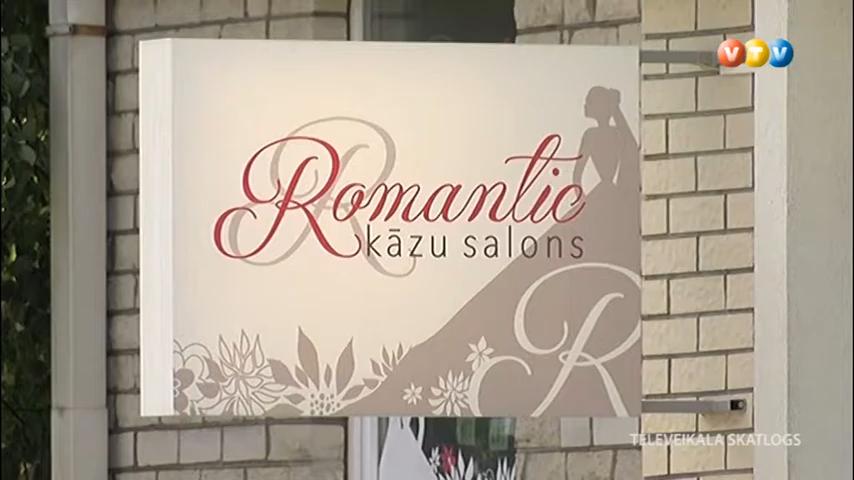 VTV
Romantic
kāzu salons
R
R
TELEVEIKALA SKATLOGS